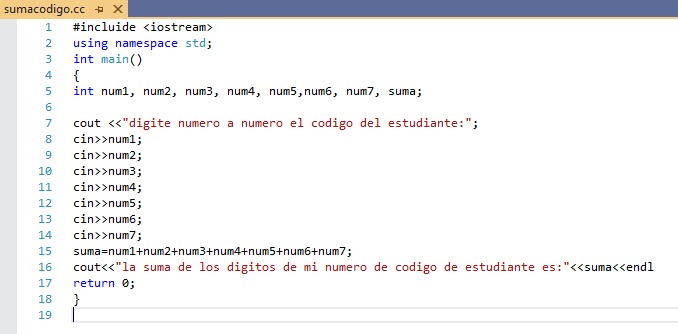 sumacodigo.cc
1 #incluide <iostream>
2 using namespace std;
3 int main()
4 {
5 int num1, num2, num3, num4, num5,num6, num7, suma;
6
7 cout <<"digite numero a numero el codigo del estudiante:";
8 cin>>num1;
9 cin>>num2;
10 cin>>num3;
11 cin>>num4;
12 cin>>num5;
13 cin>>num6;
14 cin>>num7;
15 suma=num1+num2+num3+num4+num5+num6+num7;
16 cout<<"la suma de los digitos de mi numero de codigo de estudiante es:"<<suma<<endl
17 return 0;
18 }
19